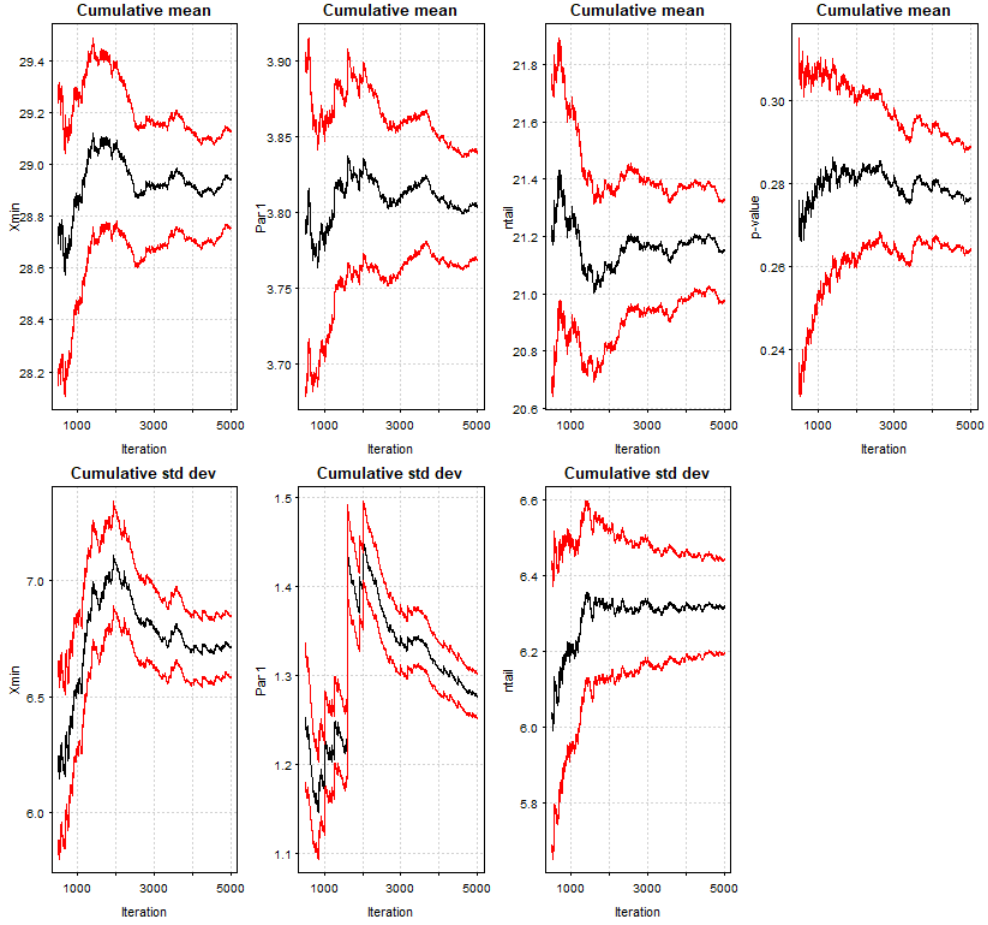 Cumulative mean
Xmin
29.4
29.2
29.0
28.8
28.6
28.4
28.2
1000 3000 5000
Iteration
Cumulative mean
Par 1
3.90
3.85
3.80
3.75
3.70
1000 3000 5000
Iteration
Cumulative mean
ntail
21.8
21.4
21.2
21.0
20.8
20.6
1000 3000 5000
Iteration
Cumulative mean
p-value
0.30
0.28
0.26
0.24
1000 3000 5000
Iteration
Cumulative std dev
Xmin
7.0
6.5
6.0
1000 3000 5000
Iteration
Cumulative std dev
Par 1
1.5
1.4
1.3
1.2
1.1
1000 3000 5000
Iteration
Cumulative std dev
ntail
6.6
6.4
6.2
6.0
5.8
1000 3000 5000
Iteration